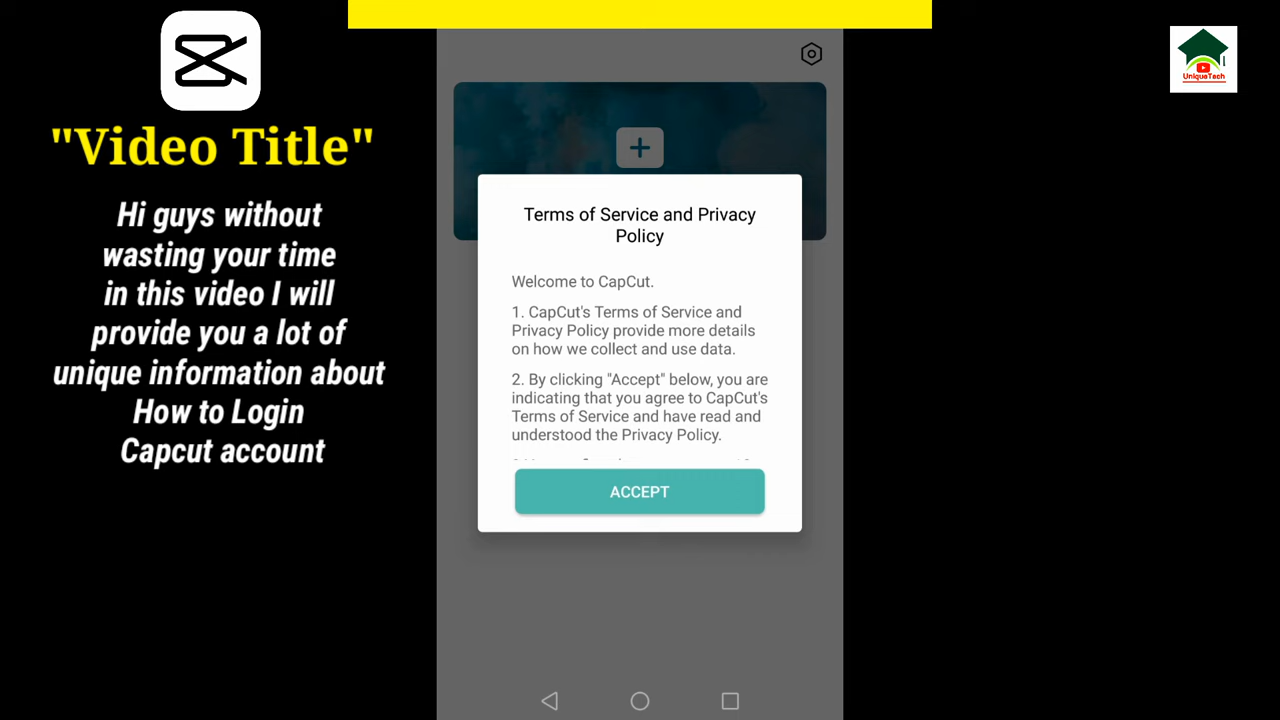 "Video Title"
Hi guys without
wasting your time
in this video I will
provide you a lot of
unique information about
How to Login
Capcut account
Terms of Service and Privacy
Policy
Welcome to CapCut.
1. CapCut's Terms of Service and
Privacy Policy provide more details
on how we collect and use data.
2. By clicking "Accept" below, you are
indicating that you agree to CapCut's
Terms of Service and have read and
understood the Privacy Policy.
ACCEPT
UniqueTech